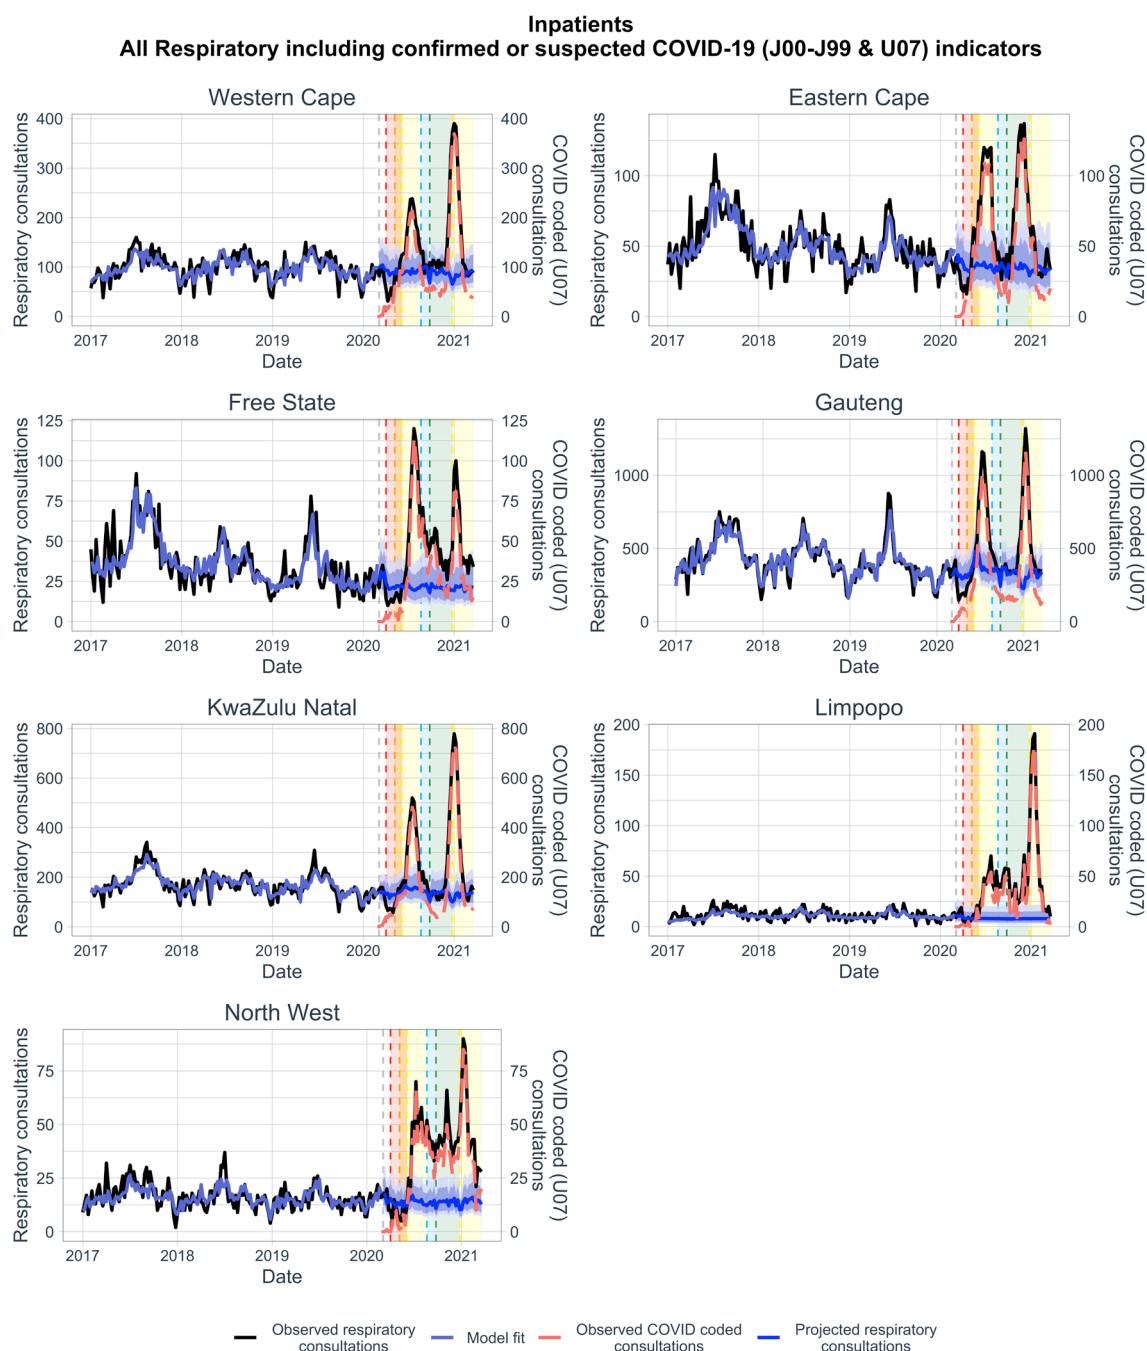 Inpatients
All Respiratory including confirmed or suspected COVID-19 (J00-J99 & U07) indicators
Western Cape
Respiratory consultations
400
300
200
100
0
400
300
200
100
0
COVID coded (U07)
consultations
2017 2018 2019 2020 2021
Date
Eastern Cape
Respiratory consultations
100
50
0
100
50
0
COVID coded (U07)
consultations
2017 2018 2019 2020 2021
Date
Free State
Respiratory consultations
125
100
75
50
25
0
125
100
75
50
25
0
COVID coded (U07)
consultations
2017 2018 2019 2020 2021
Date
Gauteng
Respiratory consultations
1000
500
0
1000
500
0
COVID coded (U07)
consultations
2017 2018 2019 2020 2021
Date
KwaZulu Natal
Respiratory consultations
800
600
400
200
0
800
600
400
200
0
COVID coded (U07)
consultations
2017 2018 2019 2020 2021
Date
Limpopo
Respiratory consultations
200
150
100
50
0
200
150
100
50
0
COVID coded (U07)
consultations
2017 2018 2019 2020 2021
Date
North West
Respiratory consultations
75
50
25
0
75
50
25
0
COVID coded (U07)
consultations
2017 2018 2019 2020 2021
Date
Observed respiratory
consultations
Model fit
Observed COVID coded
consultations
Projected respiratory
consultations